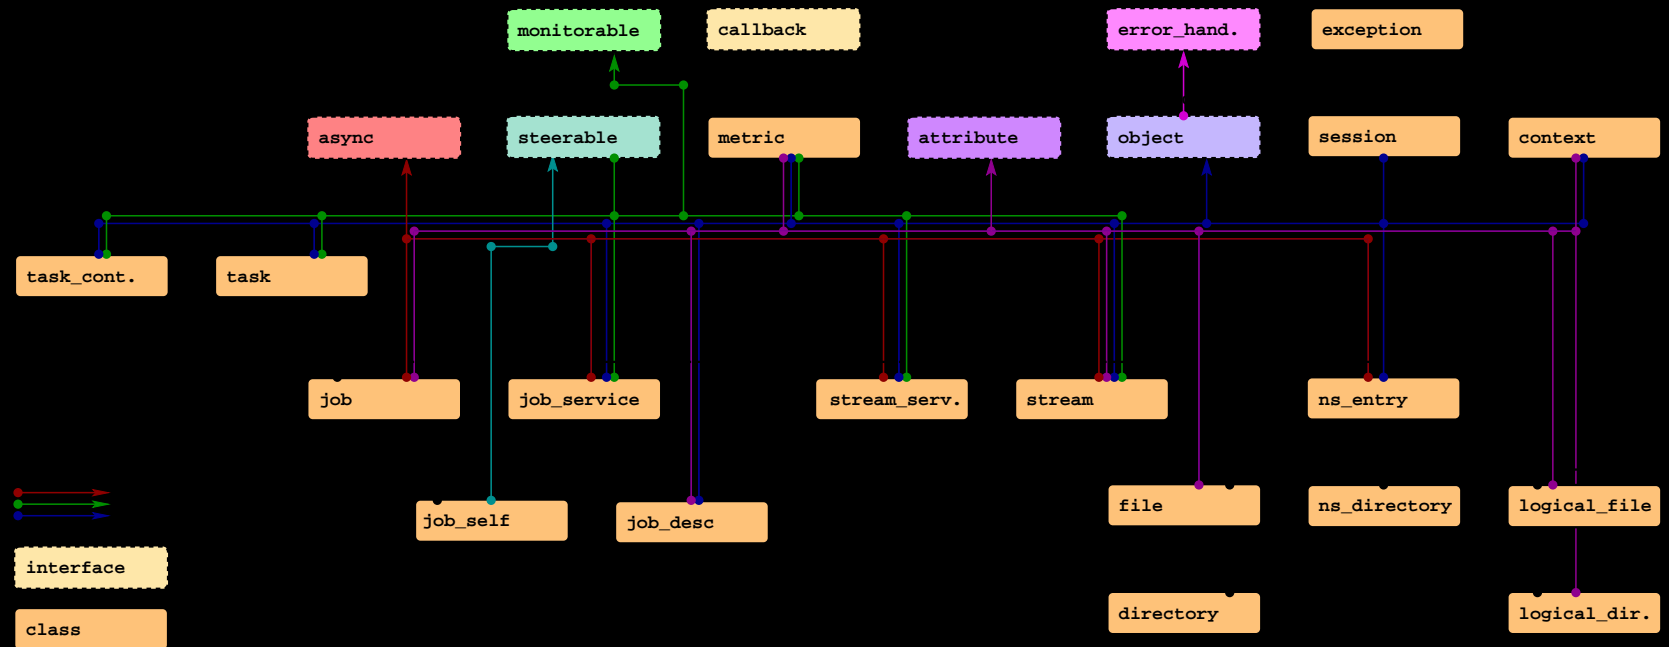 monitorable
callback
error_hand.
exception
async
steerable
metric
attribute
object
session
context
task_cont.
task
job
job_service
stream_serv.
stream
ns_entry
job_self
job_desc
file
ns_directory
logical_file
interface
class
directory
logical_dir.